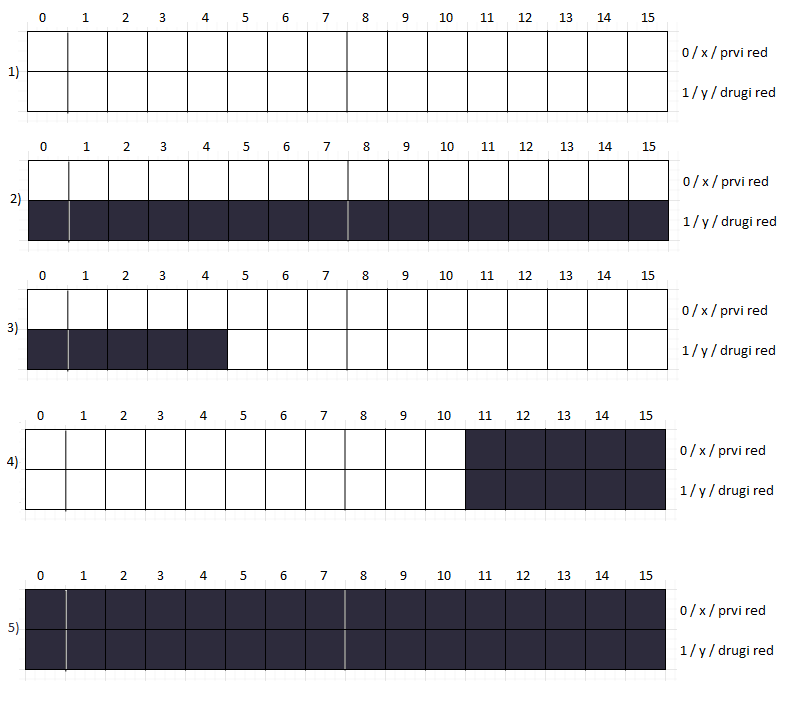 0 1 2 3 4 5 6 7 8 9 10 11 12 13 14 15
0 / x / prvi red
1)
1 / y / drugi red
0 1 2 3 4 5 6 7 8 9 10 11 12 13 14 15
0 / x / prvi red
2)
1 / y / drugi red
0 1 2 3 4 5 6 7 8 9 10 11 12 13 14 15
0 / x / prvi red
3)
1 / y / drugi red
0 1 2 3 4 5 6 7 8 9 10 11 12 13 14 15
0 / x / prvi red
4)
1 / y / drugi red
0 1 2 3 4 5 6 7 8 9 10 11 12 13 14 15
0 / x / prvi red
5)
1 / y / drugi red